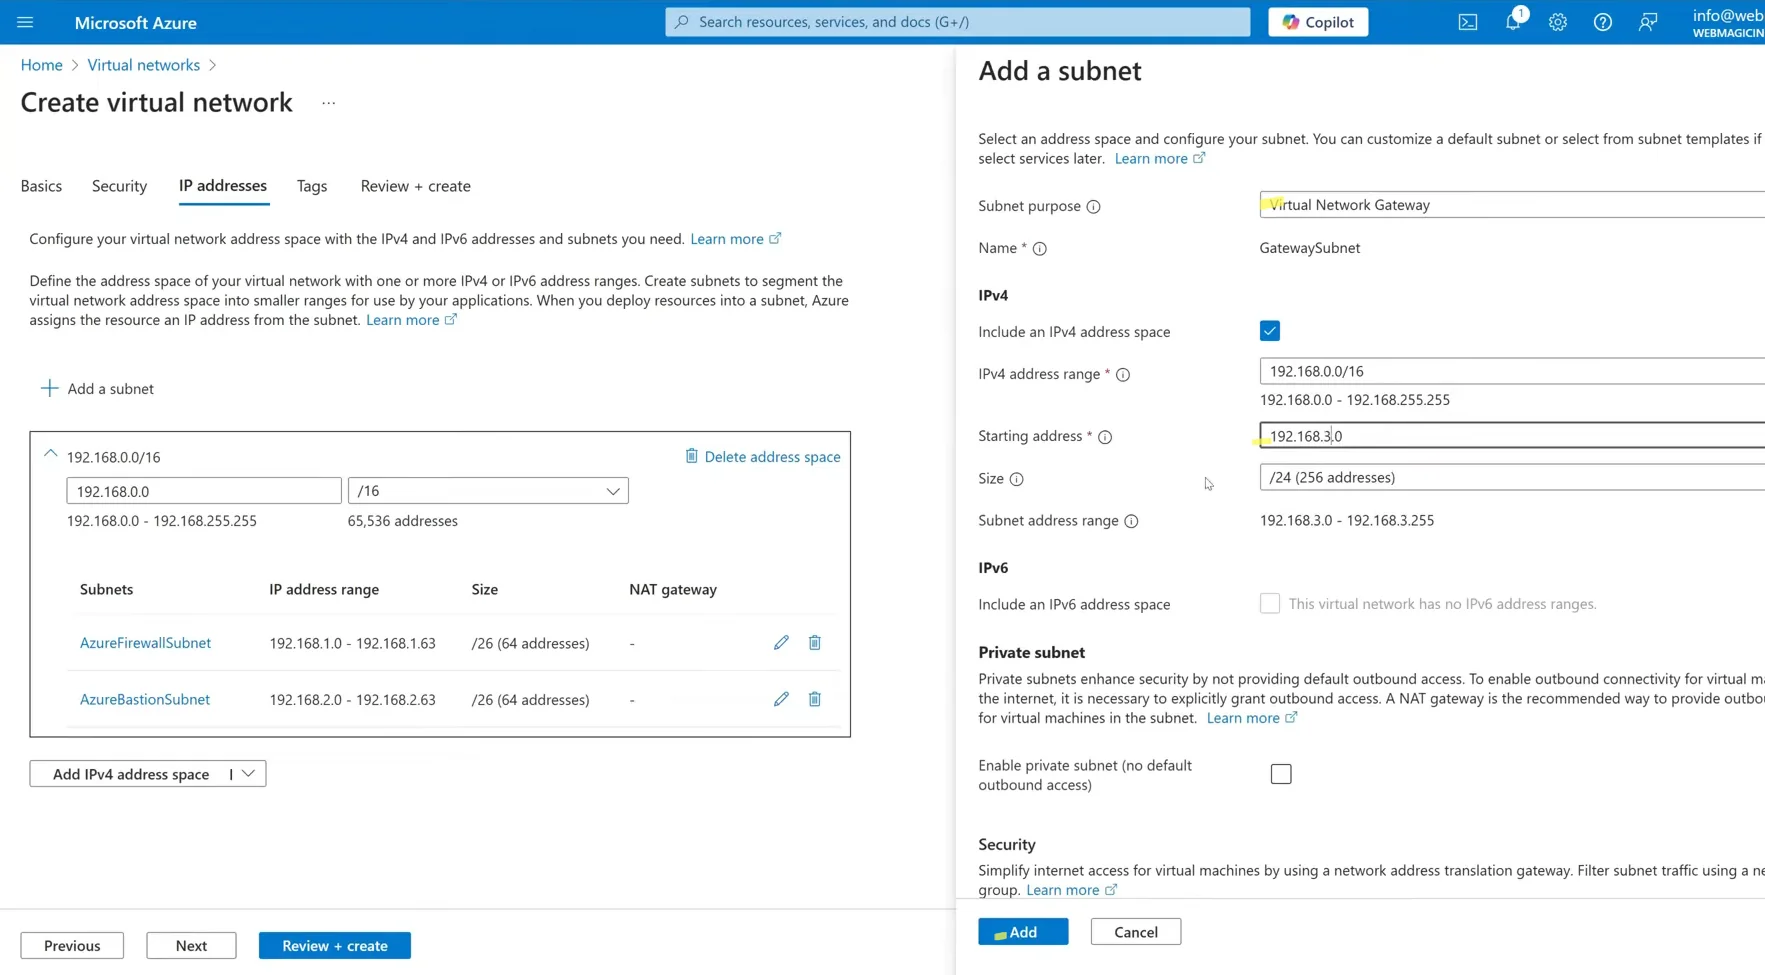 Microsoft Azure
Search resources, services, and docs (G+/)
Copilot
1
info@web
WEBMAGICIN
Home > Virtual networks >
Create virtual network ...
Basics Security IP addresses Tags Review + create
Configure your virtual network address space with the IPv4 and IPv6 addresses and subnets you need. Learn more
Define the address space of your virtual network with one or more IPv4 or IPv6 address ranges. Create subnets to segment the
virtual network address space into smaller ranges for use by your applications. When you deploy resources into a subnet, Azure
assigns the resource an IP address from the subnet. Learn more
+ Add a subnet
192.168.0.0/16
Delete address space
192.168.0.0 /16
192.168.0.0 - 192.168.255.255 65,536 addresses
Subnets IP address range Size NAT gateway
AzureFirewallSubnet 192.168.1.0 - 192.168.1.63 /26 (64 addresses) -
AzureBastionSubnet 192.168.2.0 - 192.168.2.63 /26 (64 addresses) -
Add IPv4 address space |
Previous Next Review + create
Add a subnet
Select an address space and configure your subnet. You can customize a default subnet or select from subnet templates if
select services later. Learn more
Subnet purpose Virtual Network Gateway
Name * GatewaySubnet
IPv4
Include an IPv4 address space
IPv4 address range * 192.168.0.0/16
192.168.0.0 - 192.168.255.255
Starting address * 192.168.3.0
Size /24 (256 addresses)
Subnet address range 192.168.3.0 - 192.168.3.255
IPv6
Include an IPv6 address space This virtual network has no IPv6 address ranges.
Private subnet
Private subnets enhance security by not providing default outbound access. To enable outbound connectivity for virtual ma
the internet, it is necessary to explicitly grant outbound access. A NAT gateway is the recommended way to provide outbo
for virtual machines in the subnet. Learn more
Enable private subnet (no default
outbound access)
Security
Simplify internet access for virtual machines by using a network address translation gateway. Filter subnet traffic using a ne
group. Learn more
Add Cancel